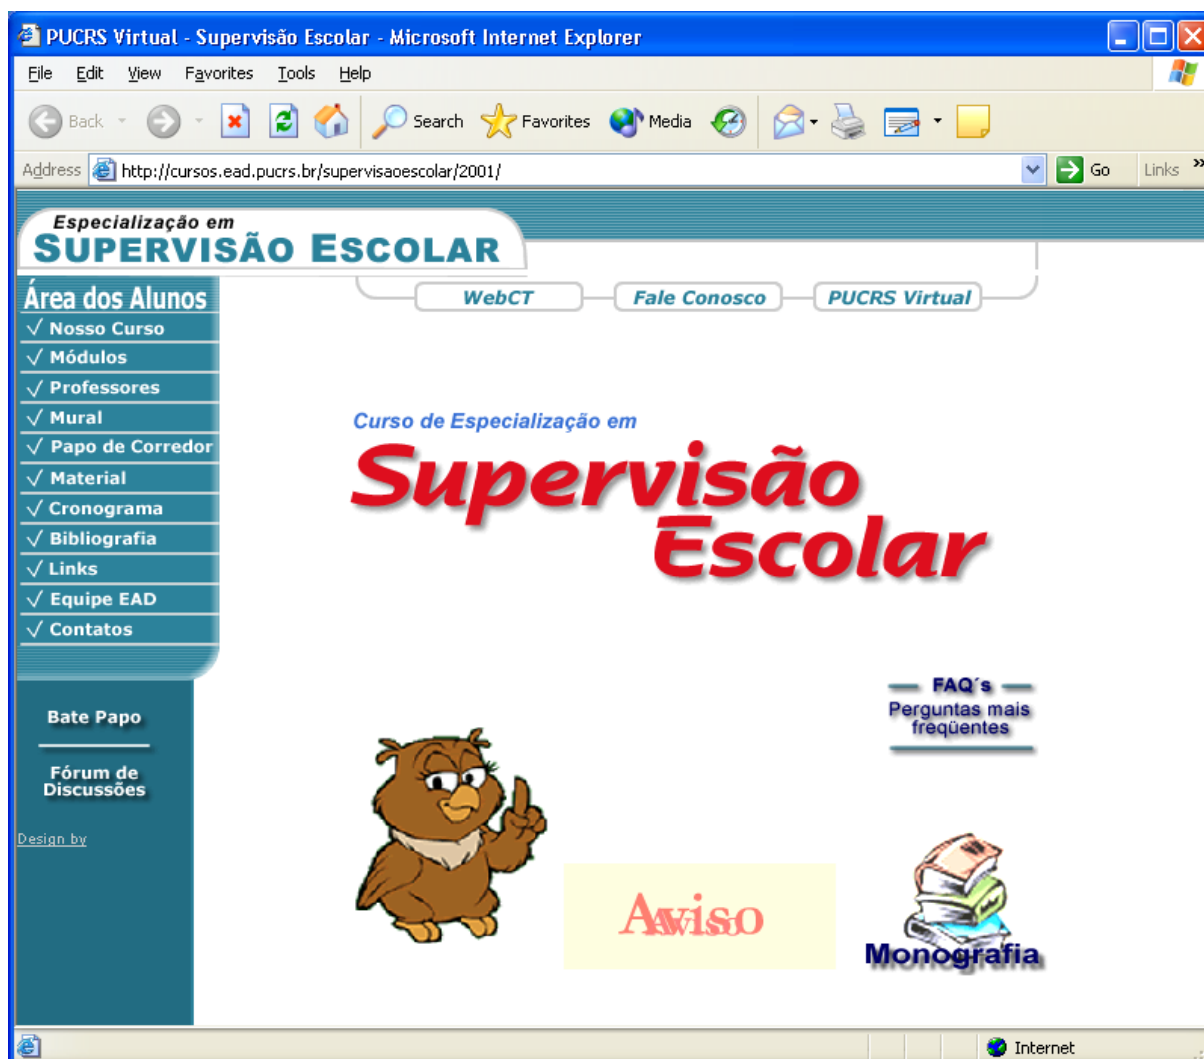 PUCRS Virtual - Supervisão Escolar - Microsoft Internet Explorer
File Edit View Favorites Tools Help
Back Search Favorites Media
Address http://cursos.ead.pucrs.br/supervisaoescolar/2001/ Go Links »
Especialização em
SUPERVISÃO ESCOLAR
WebCT Fale Conosco PUCRS Virtual
Área dos Alunos
√ Nosso Curso
√ Módulos
√ Professores
√ Mural
√ Papo de Corredor
√ Material
√ Cronograma
√ Bibliografia
√ Links
√ Equipe EAD
√ Contatos
Bate Papo
Fórum de
Discussões
Design by
Curso de Especialização em
Supervisão
Escolar
FAQ´s
Perguntas mais
freqüentes
Aviso
Monografia
Internet